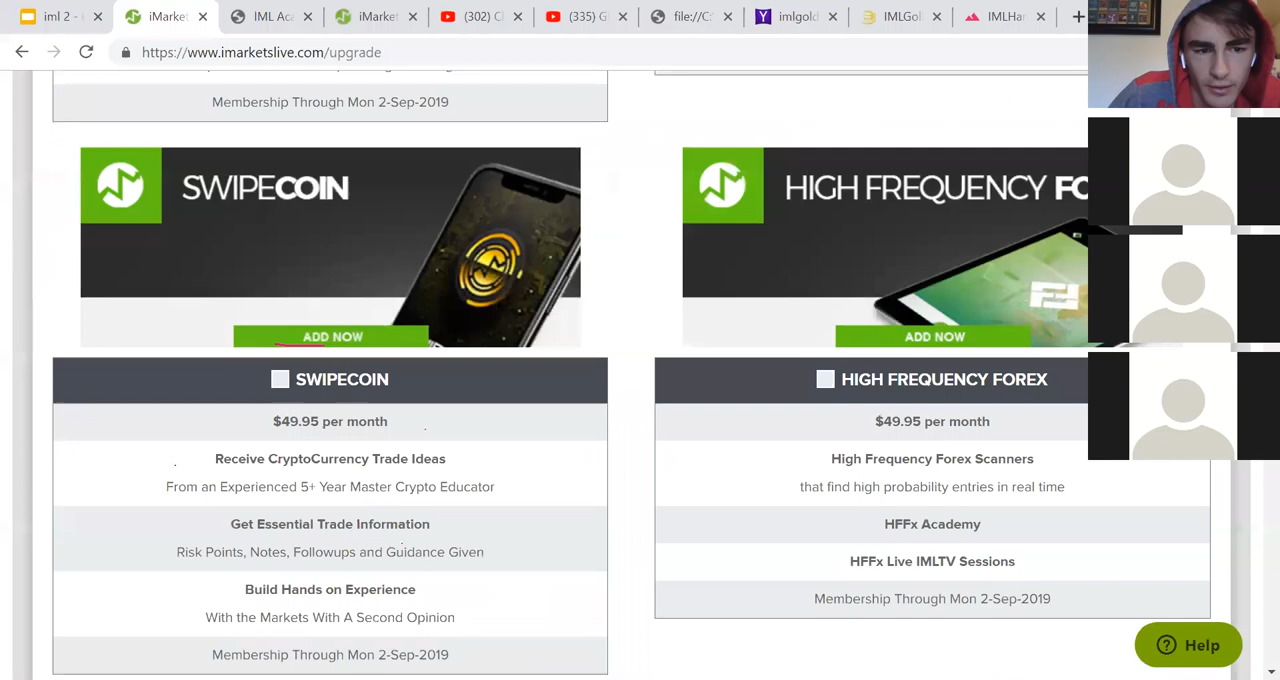 iml 2 -
iMarket
IML Aca
iMarket
(302) Cl
(335) G
file://C:
imlgold
IMLGol
IMLHar
https://www.imarketslive.com/upgrade
Membership Through Mon 2-Sep-2019
SWIPECOIN
ADD NOW
SWIPECOIN
$49.95 per month
Receive CryptoCurrency Trade Ideas
From an Experienced 5+ Year Master Crypto Educator
Get Essential Trade Information
Risk Points, Notes, Followups and Guidance Given
Build Hands on Experience
With the Markets With A Second Opinion
Membership Through Mon 2-Sep-2019
HIGH FREQUENCY FO
ADD NOW
HIGH FREQUENCY FOREX
$49.95 per month
High Frequency Forex Scanners
that find high probability entries in real time
HFFx Academy
HFFx Live IMLTV Sessions
Membership Through Mon 2-Sep-2019
Help